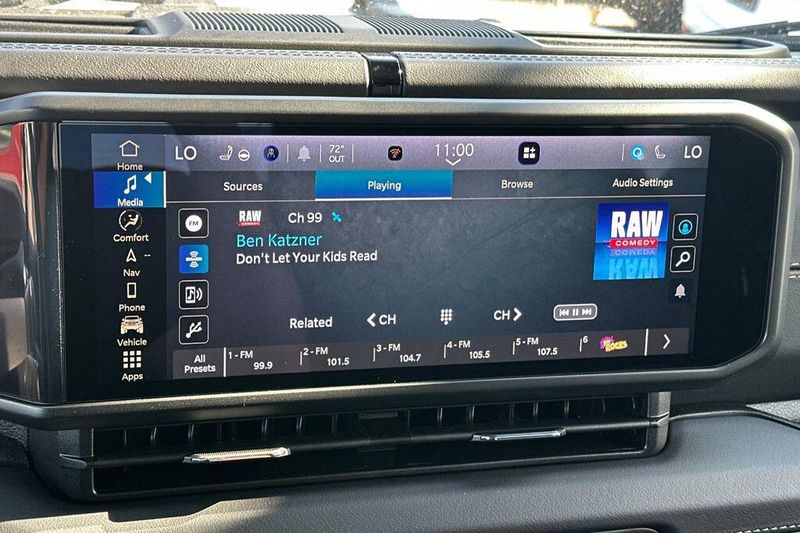 LO
72°
OUT
11:00
LO
Home
Media
Comfort
Nav
--
Phone
Vehicle
Apps
Sources
Playing
Browse
Audio Settings
FM
RAW
Ch 99
Ben Katzner
Don't Let Your Kids Read
RAW
COMEDY
Related
CH
CH
All
Presets
1 - FM
99.9
2 - FM
101.5
3 - FM
104.7
4 - FM
105.5
5 - FM
107.5
6
ROCKS